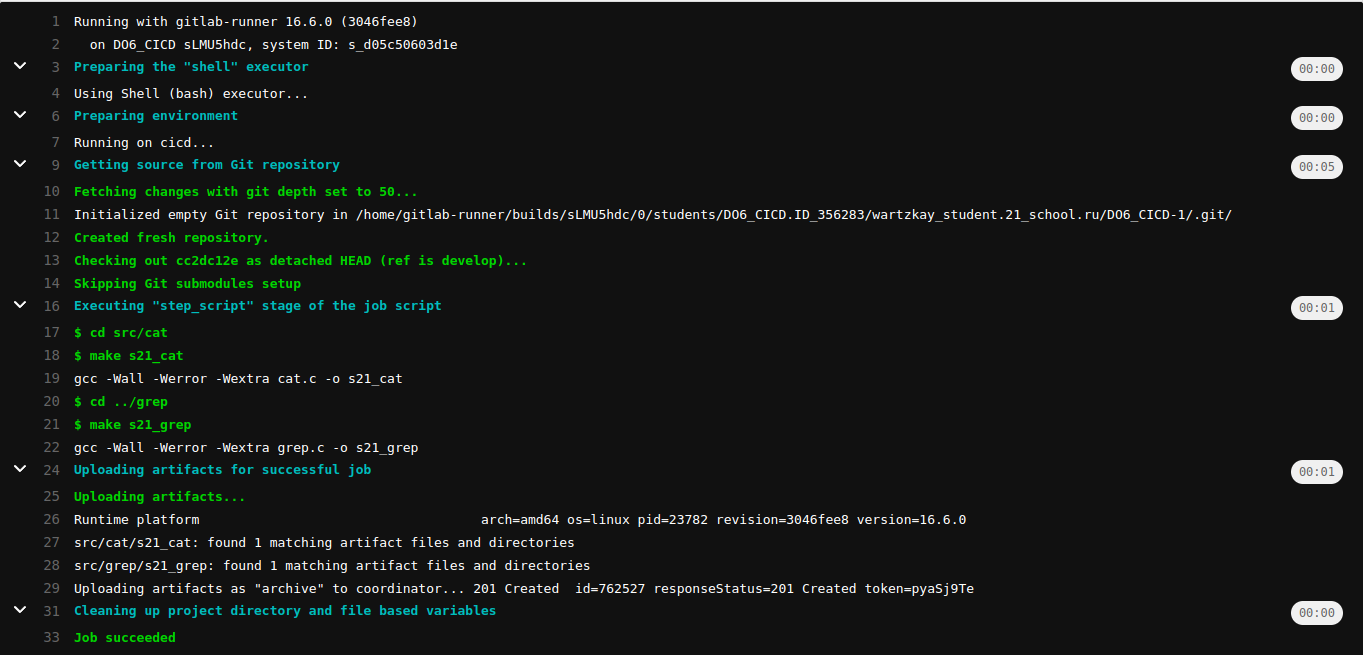 1 Running with gitlab-runner 16.6.0 (3046fee8)
2 on DO6_CICD sLMU5hdc, system ID: s_d05c50603d1e
3 Preparing the "shell" executor 00:00
4 Using Shell (bash) executor...
6 Preparing environment 00:00
7 Running on cicd...
9 Getting source from Git repository 00:05
10 Fetching changes with git depth set to 50...
11 Initialized empty Git repository in /home/gitlab-runner/builds/sLMU5hdc/0/students/DO6_CICD.ID_356283/wartzkay_student.21_school.ru/DO6_CICD-1/.git/
12 Created fresh repository.
13 Checking out cc2dc12e as detached HEAD (ref is develop)...
14 Skipping Git submodules setup
16 Executing "step_script" stage of the job script 00:01
17 $ cd src/cat
18 $ make s21_cat
19 gcc -Wall -Werror -Wextra cat.c -o s21_cat
20 $ cd ../grep
21 $ make s21_grep
22 gcc -Wall -Werror -Wextra grep.c -o s21_grep
24 Uploading artifacts for successful job 00:01
25 Uploading artifacts...
26 Runtime platform arch=amd64 os=linux pid=23782 revision=3046fee8 version=16.6.0
27 src/cat/s21_cat: found 1 matching artifact files and directories
28 src/grep/s21_grep: found 1 matching artifact files and directories
29 Uploading artifacts as "archive" to coordinator... 201 Created id=762527 responseStatus=201 Created token=pyaSj9Te
31 Cleaning up project directory and file based variables 00:00
33 Job succeeded